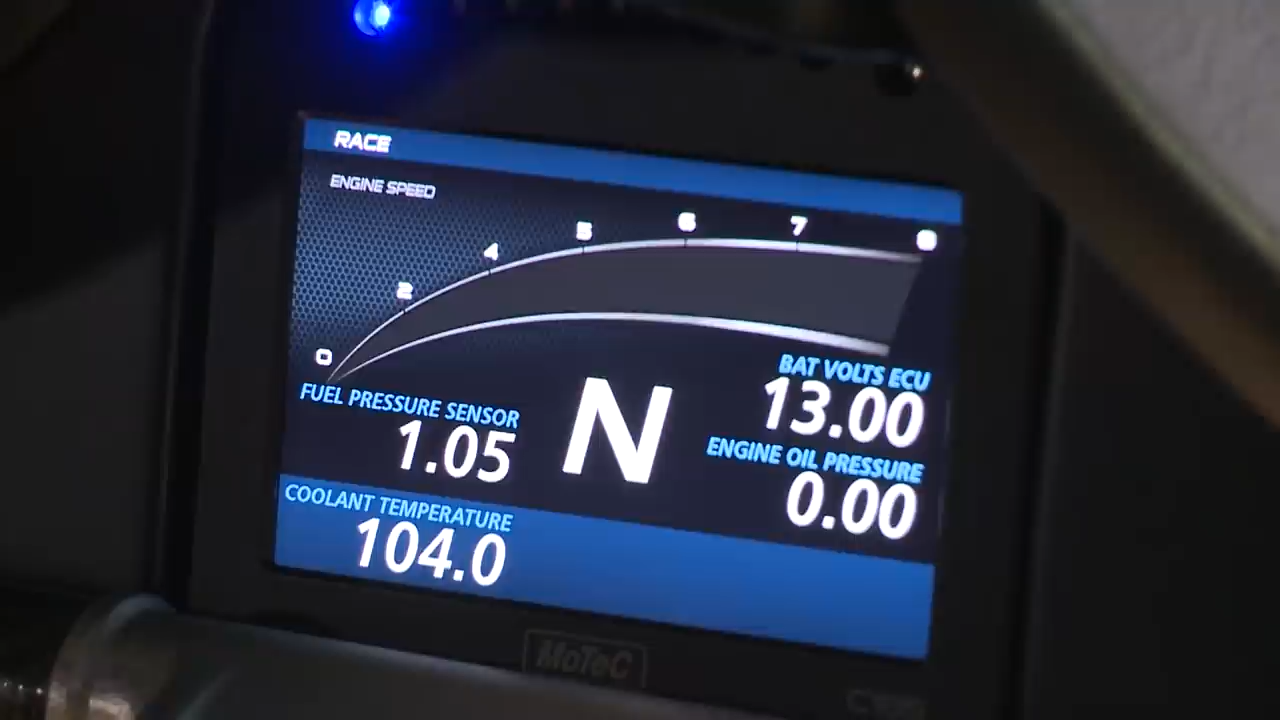 RACE
ENGINE SPEED
0 2 4 5 6 7 8
FUEL PRESSURE SENSOR
1.05
N
BAT VOLTS ECU
13.00
ENGINE OIL PRESSURE
0.00
COOLANT TEMPERATURE
104.0
MoTeC